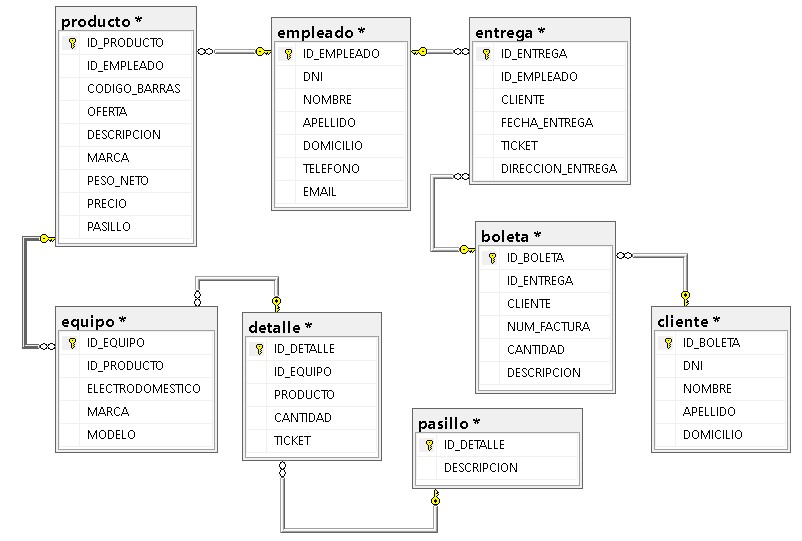 producto *
ID_PRODUCTO
ID_EMPLEADO
CODIGO_BARRAS
OFERTA
DESCRIPCION
MARCA
PESO_NETO
PRECIO
PASILLO
empleado *
ID_EMPLEADO
DNI
NOMBRE
APELLIDO
DOMICILIO
TELEFONO
EMAIL
entrega *
ID_ENTREGA
ID_EMPLEADO
CLIENTE
FECHA_ENTREGA
TICKET
DIRECCION_ENTREGA
boleta *
ID_BOLETA
ID_ENTREGA
CLIENTE
NUM_FACTURA
CANTIDAD
DESCRIPCION
cliente *
ID_BOLETA
DNI
NOMBRE
APELLIDO
DOMICILIO
equipo *
ID_EQUIPO
ID_PRODUCTO
ELECTRODOMESTICO
MARCA
MODELO
detalle *
ID_DETALLE
ID_EQUIPO
PRODUCTO
CANTIDAD
TICKET
pasillo *
ID_DETALLE
DESCRIPCION